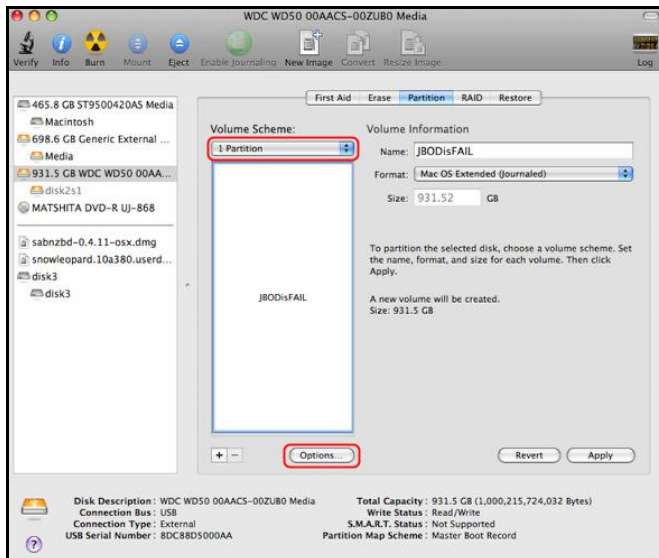 WDC WD50 00AACS-00ZUB0 Media
Verify Info Burn Mount Eject Enable Journaling New Image Convert Resize Image Log
First Aid Erase Partition RAID Restore
465.8 GB ST9500420AS Media
Macintosh
698.6 GB Generic External ...
Media
931.5 GB WDC WD50 00AA...
disk2s1
MATSHITA DVD-R UJ-868
sabnzbd-0.4.11-osx.dmg
snowleopard.10a380.userd...
disk3
disk3
Volume Scheme:
1 Partition
JBODisFAIL
+ −
Options...
Volume Information
Name: JBODisFAIL
Format: Mac OS Extended (Journaled)
Size: 931.52 GB
To partition the selected disk, choose a volume scheme. Set
the name, format, and size for each volume. Then click
Apply.
A new volume will be created.
Size: 931.5 GB
Revert Apply
Disk Description : WDC WD50 00AACS-00ZUB0 Media
Connection Bus : USB
Connection Type : External
USB Serial Number : 8DC88D5000AA
Total Capacity : 931.5 GB (1,000,215,724,032 Bytes)
Write Status : Read/Write
S.M.A.R.T. Status : Not Supported
Partition Map Scheme : Master Boot Record
?